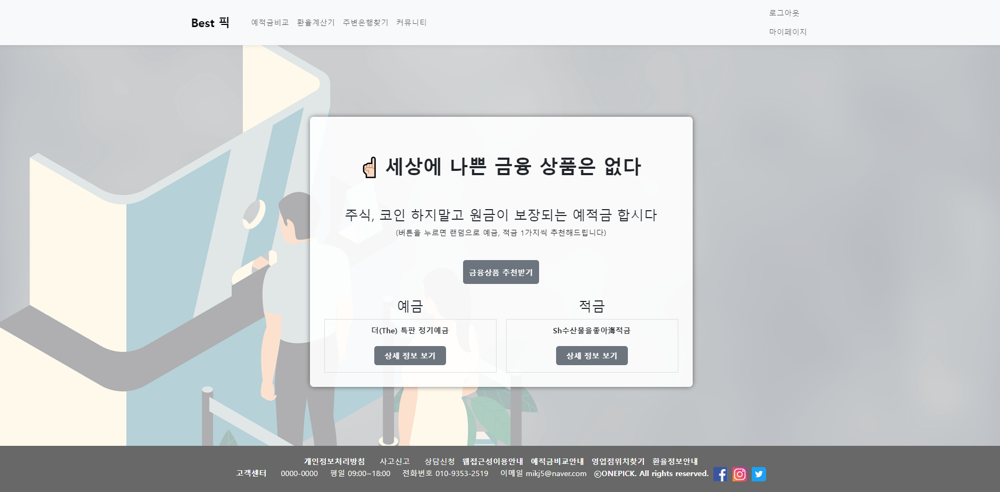 Best 픽 예적금비교 환율계산기 주변은행찾기 커뮤니티
로그아웃
마이페이지
세상에 나쁜 금융 상품은 없다
주식, 코인 하지말고 원금이 보장되는 예적금 합시다
(버튼을 누르면 랜덤으로 예금, 적금 1가지씩 추천해드립니다)
금융상품 추천받기
예금
더(The) 특판 정기예금
상세 정보 보기
적금
Sh수산물을좋아海적금
상세 정보 보기
개인정보처리방침 사고신고 상담신청 웹접근성이용안내 예적금비교안내 영업점위치찾기 환율정보안내
고객센터 0000-0000 평일 09:00~18:00 전화번호 010-9353-2519 이메일 mikj5@naver.com ⓒONEPICK. All rights reserved.